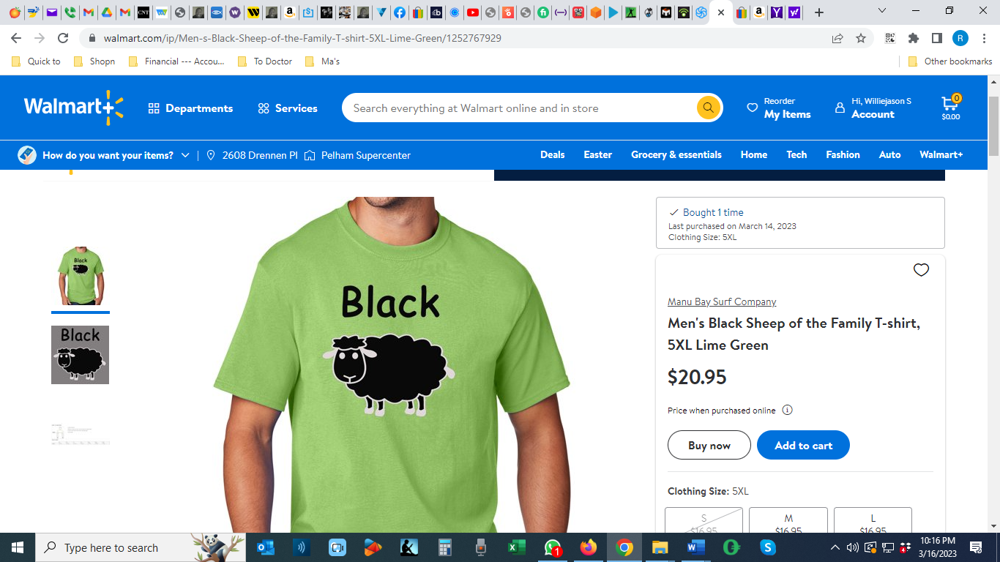 CNT
walmart.com/ip/Men-s-Black-Sheep-of-the-Family-T-shirt-5XL-Lime-Green/1252767929
R
Quick to
Shopn
Financial --- Accou...
To Doctor
Ma's
Other bookmarks
Walmart+
Departments
Services
Search everything at Walmart online and in store
Reorder
My Items
Hi, Williejason S
Account
0
$0.00
How do you want your items?
2608 Drennen Pl
Pelham Supercenter
Deals
Easter
Grocery & essentials
Home
Tech
Fashion
Auto
Walmart+
Black
Black
Black
Bought 1 time
Last purchased on March 14, 2023
Clothing Size: 5XL
Manu Bay Surf Company
Men's Black Sheep of the Family T-shirt,
5XL Lime Green
$20.95
Price when purchased online
Buy now
Add to cart
Clothing Size: 5XL
S
$16.95
M
$16.95
L
$16.95
Type here to search
1
10:16 PM
3/16/2023